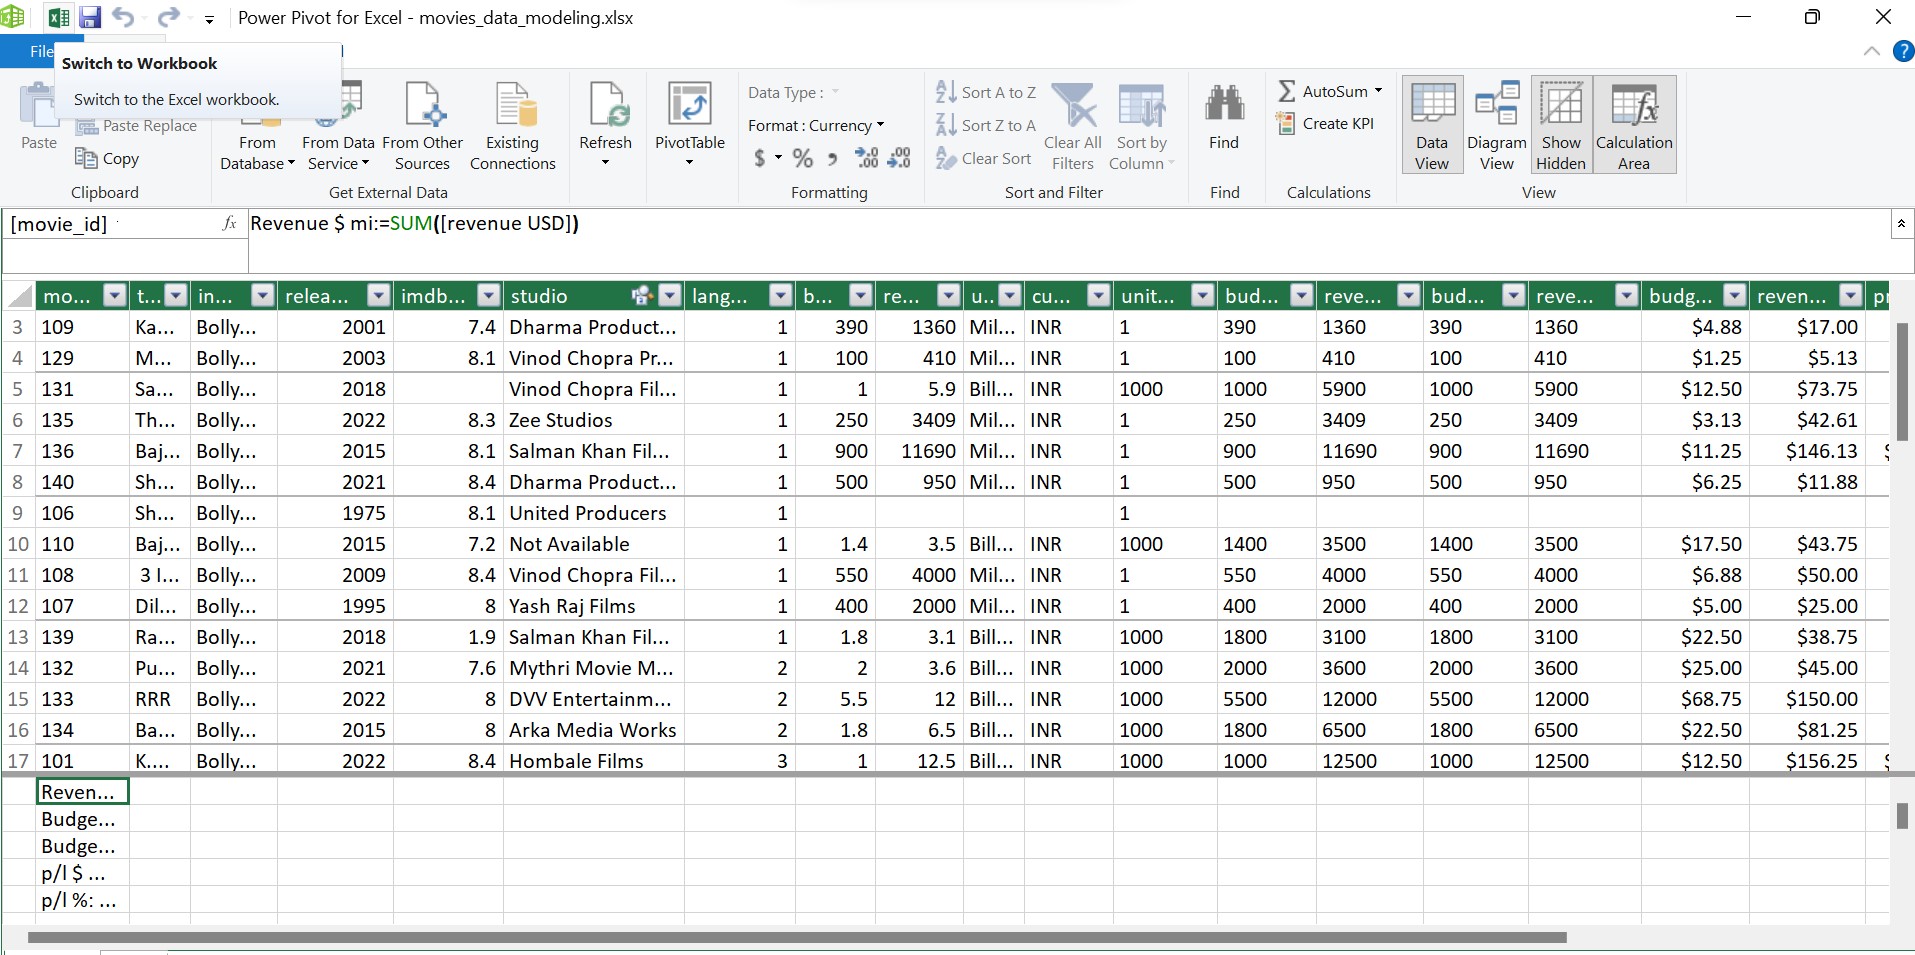 Power Pivot for Excel - movies_data_modeling.xlsx
File
Switch to Workbook
Switch to the Excel workbook.
Paste
Paste Replace
Copy
Clipboard
From Database
From Data Service
From Other Sources
Existing Connections
Get External Data
Refresh
PivotTable
Data Type :
Format : Currency
$ % , .00 .00
Formatting
Sort A to Z
Sort Z to A
Clear Sort
Clear All Filters
Sort by Column
Sort and Filter
Find
Find
AutoSum
Create KPI
Calculations
Data View
Diagram View
Show Hidden
Calculation Area
View
[movie_id] fx Revenue $ mi:=SUM([revenue USD])
mo... t... in... relea... imdb... studio lang... b... re... u.. cu... unit... bud... reve... bud... reve... budg... reven... pr
3 109 Ka... Bolly... 2001 7.4 Dharma Product... 1 390 1360 Mil... INR 1 390 1360 390 1360 $4.88 $17.00
4 129 M... Bolly... 2003 8.1 Vinod Chopra Pr... 1 100 410 Mil... INR 1 100 410 100 410 $1.25 $5.13
5 131 Sa... Bolly... 2018 Vinod Chopra Fil... 1 1 5.9 Bill... INR 1000 1000 5900 1000 5900 $12.50 $73.75
6 135 Th... Bolly... 2022 8.3 Zee Studios 1 250 3409 Mil... INR 1 250 3409 250 3409 $3.13 $42.61
7 136 Baj... Bolly... 2015 8.1 Salman Khan Fil... 1 900 11690 Mil... INR 1 900 11690 900 11690 $11.25 $146.13 $
8 140 Sh... Bolly... 2021 8.4 Dharma Product... 1 500 950 Mil... INR 1 500 950 500 950 $6.25 $11.88
9 106 Sh... Bolly... 1975 8.1 United Producers 1 1
10 110 Baj... Bolly... 2015 7.2 Not Available 1 1.4 3.5 Bill... INR 1000 1400 3500 1400 3500 $17.50 $43.75
11 108 3 I... Bolly... 2009 8.4 Vinod Chopra Fil... 1 550 4000 Mil... INR 1 550 4000 550 4000 $6.88 $50.00
12 107 Dil... Bolly... 1995 8 Yash Raj Films 1 400 2000 Mil... INR 1 400 2000 400 2000 $5.00 $25.00
13 139 Ra... Bolly... 2018 1.9 Salman Khan Fil... 1 1.8 3.1 Bill... INR 1000 1800 3100 1800 3100 $22.50 $38.75
14 132 Pu... Bolly... 2021 7.6 Mythri Movie M... 2 2 3.6 Bill... INR 1000 2000 3600 2000 3600 $25.00 $45.00
15 133 RRR Bolly... 2022 8 DVV Entertainm... 2 5.5 12 Bill... INR 1000 5500 12000 5500 12000 $68.75 $150.00
16 134 Ba... Bolly... 2015 8 Arka Media Works 2 1.8 6.5 Bill... INR 1000 1800 6500 1800 6500 $22.50 $81.25
17 101 K.... Bolly... 2022 8.4 Hombale Films 3 1 12.5 Bill... INR 1000 1000 12500 1000 12500 $12.50 $156.25 $
Reven...
Budge...
Budge...
p/l $ ...
p/l %: ...